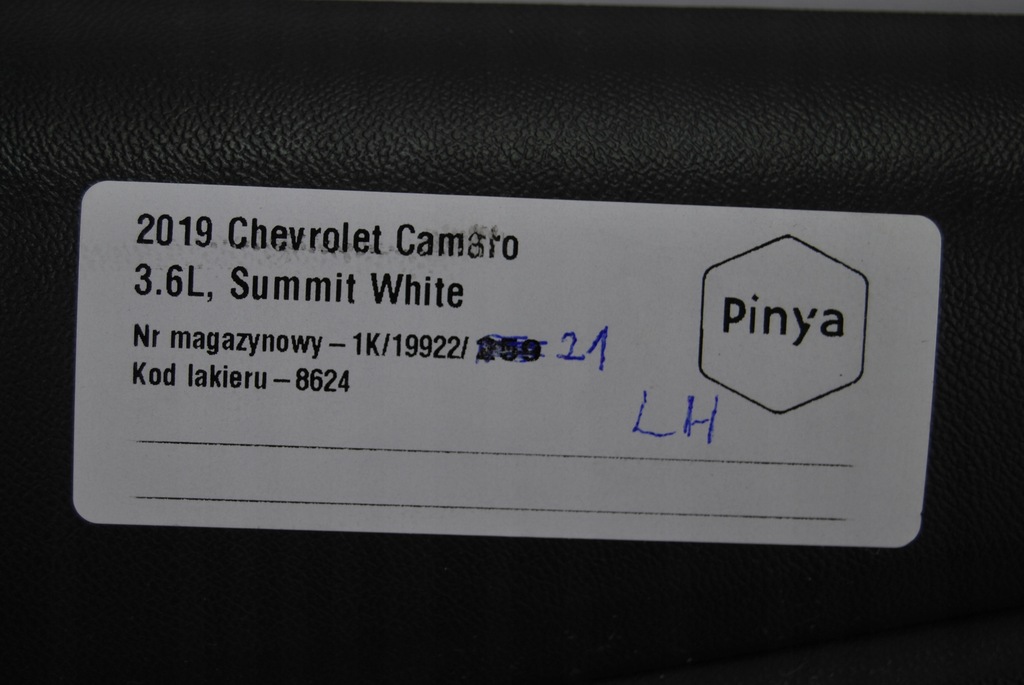 2019 Chevrolet Camaro
3.6L, Summit White
Nr magazynowy – 1K/19922/ 21
Kod lakieru – 8624
LH
Pinya